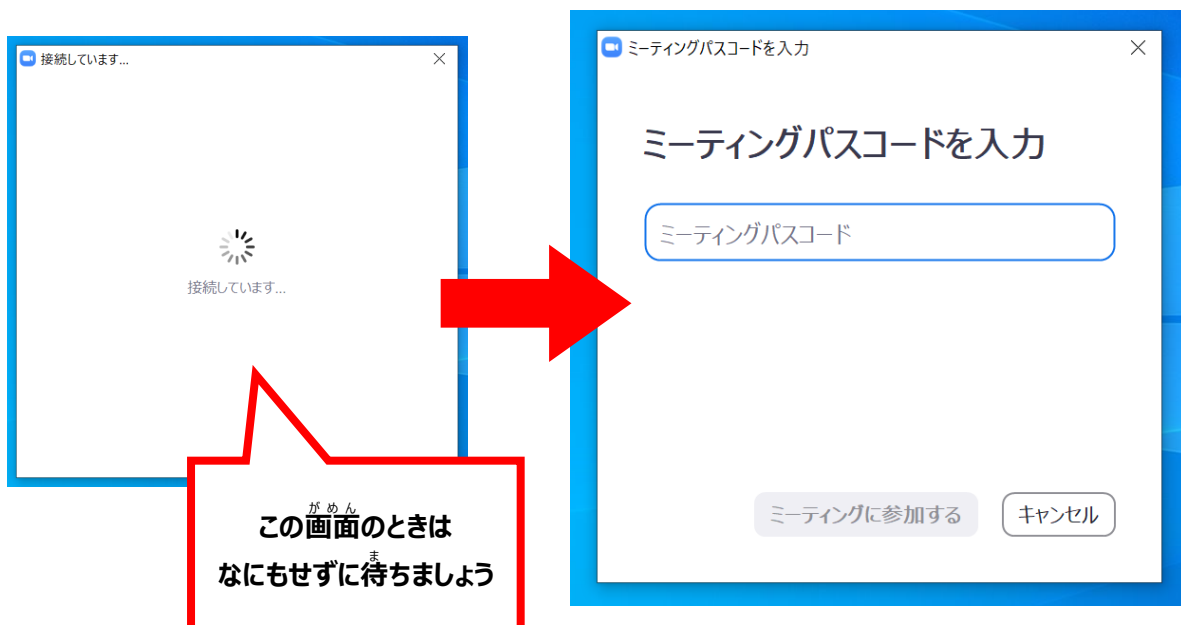 接続しています...
接続しています...
がめん
この画面のときは
ま
なにもせずに待ちましょう
ミーティングパスコードを入力
ミーティングパスコードを入力
ミーティングパスコード
ミーティングに参加する
キャンセル